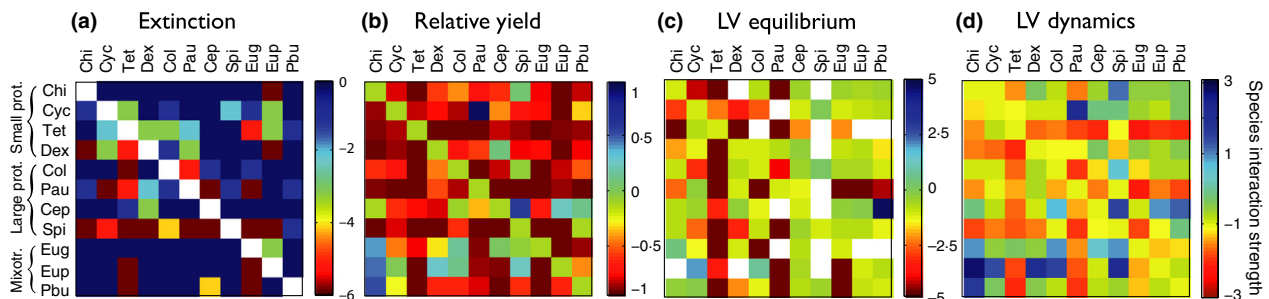 (a) Extinction
(b) Relative yield
(c) LV equilibrium
(d) LV dynamics
Chi Cyc Tet Dex Col Pau Cep Spi Eug Eup Pbu
Chi Cyc Tet Dex Col Pau Cep Spi Eug Eup Pbu
Chi Cyc Tet Dex Col Pau Cep Spi Eug Eup Pbu
Chi Cyc Tet Dex Col Pau Cep Spi Eug Eup Pbu
Small prot.
Large prot.
Mixotr.
Chi
Cyc
Tet
Dex
Col
Pau
Cep
Spi
Eug
Eup
Pbu
0
−2
−4
−6
1
0·5
0
−0·5
−1
5
2·5
0
−2·5
−5
3
1
−1
−3
Species interaction strength